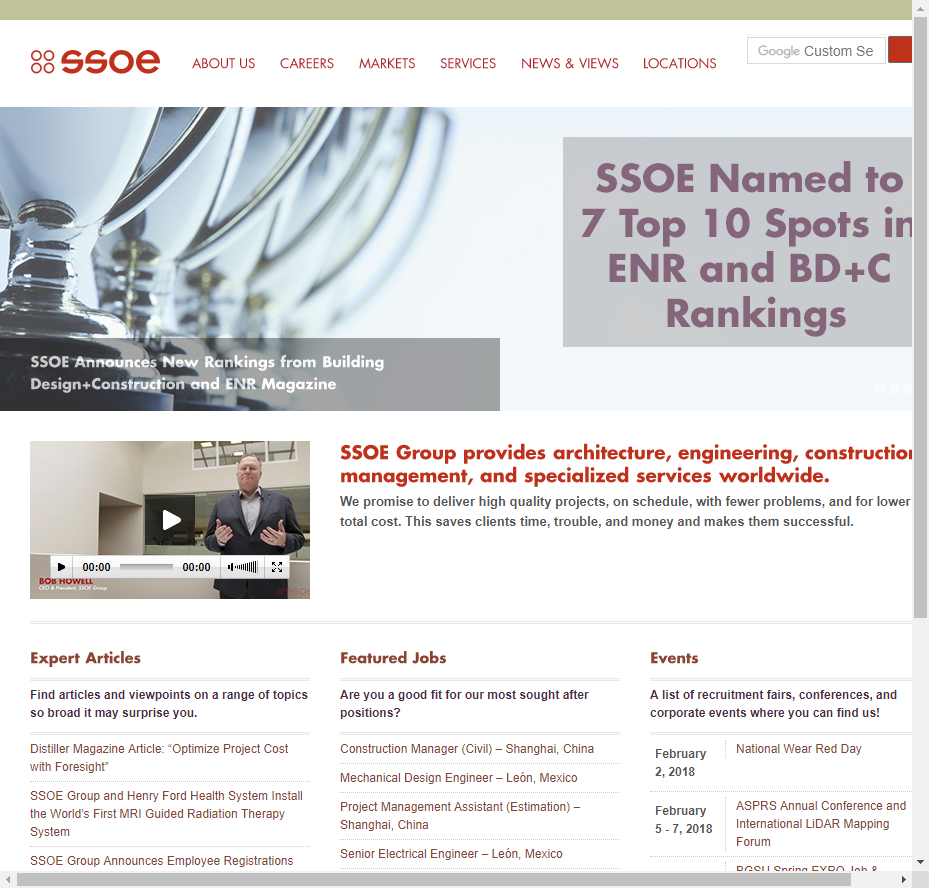 ssoe
ABOUT US
CAREERS
MARKETS
SERVICES
NEWS & VIEWS
LOCATIONS
Google Custom Se
SSOE Named to
7 Top 10 Spots in
ENR and BD+C
Rankings
SSOE Announces New Rankings from Building
Design+Construction and ENR Magazine
00:00
00:00
BOB HOWELL
CEO & President, SSOE Group
SSOE Group provides architecture, engineering, construction
management, and specialized services worldwide.
We promise to deliver high quality projects, on schedule, with fewer problems, and for lower
total cost. This saves clients time, trouble, and money and makes them successful.
Expert Articles
Find articles and viewpoints on a range of topics
so broad it may surprise you.
Distiller Magazine Article: “Optimize Project Cost
with Foresight”
SSOE Group and Henry Ford Health System Install
the World’s First MRI Guided Radiation Therapy
System
SSOE Group Announces Employee Registrations
Featured Jobs
Are you a good fit for our most sought after
positions?
Construction Manager (Civil) – Shanghai, China
Mechanical Design Engineer – León, Mexico
Project Management Assistant (Estimation) –
Shanghai, China
Senior Electrical Engineer – León, Mexico
Events
A list of recruitment fairs, conferences, and
corporate events where you can find us!
February
2, 2018
National Wear Red Day
February
5 - 7, 2018
ASPRS Annual Conference and
International LiDAR Mapping
Forum
BGSU Spring EXPO Job &